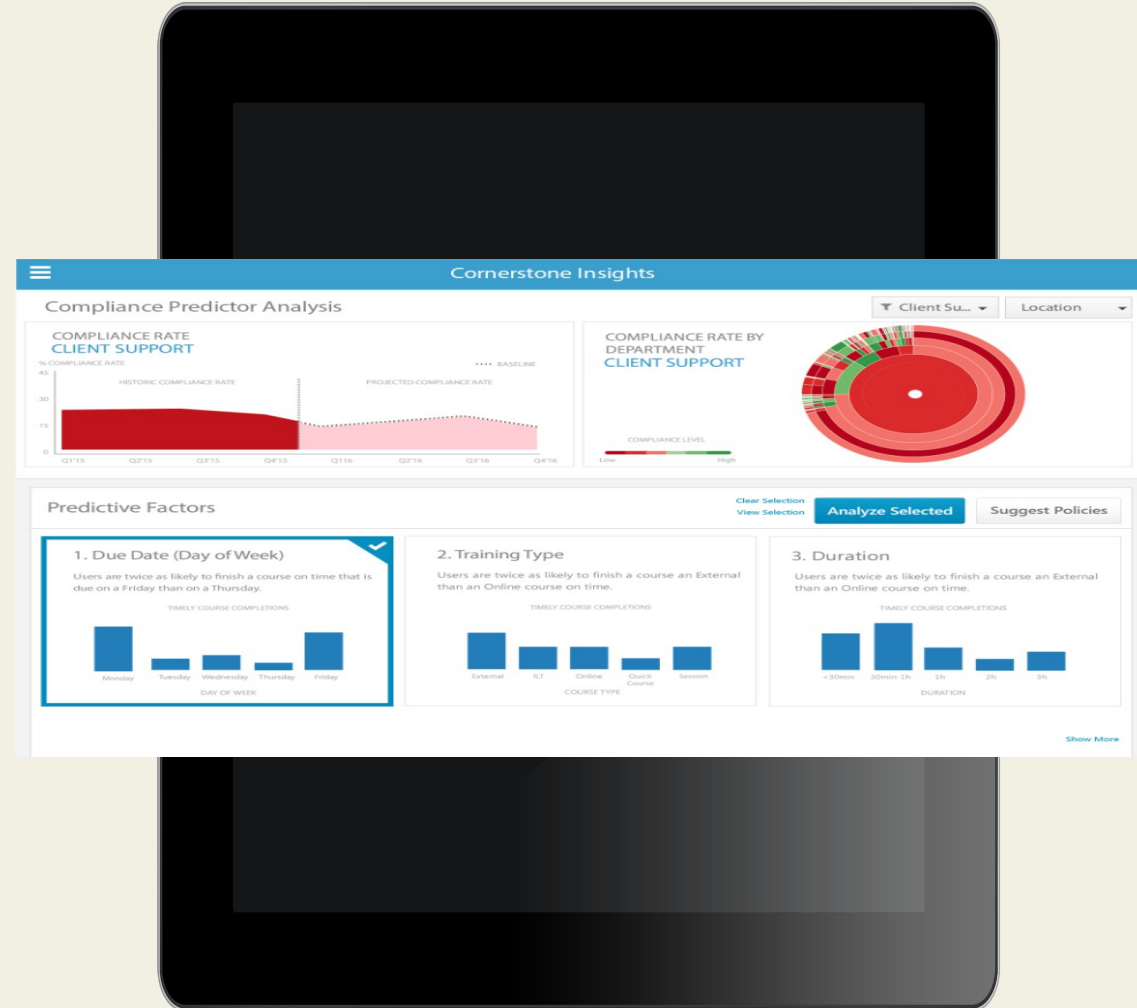 Cornerstone Insights
Compliance Predictor Analysis
Client Su...
Location
COMPLIANCE RATE
CLIENT SUPPORT
% COMPLIANCE RATE
BASELINE
45
30
15
0
HISTORIC COMPLIANCE RATE
PROJECTED COMPLIANCE RATE
Q1'15 Q2'15 Q3'15 Q4'15 Q116 Q2'16 Q3'16 Q4'16
COMPLIANCE RATE BY
DEPARTMENT
CLIENT SUPPORT
COMPLIANCE LEVEL
Low High
Predictive Factors
Clear Selection
View Selection
Analyze Selected
Suggest Policies
1. Due Date (Day of Week)
Users are twice as likely to finish a course on time that is
due on a Friday than on a Thursday.
TIMELY COURSE COMPLETIONS
Monday Tuesday Wednesday Thursday Friday
DAY OF WEEK
2. Training Type
Users are twice as likely to finish a course an External
than an Online course on time.
TIMELY COURSE COMPLETIONS
External ILT Online Quick Course Session
COURSE TYPE
3. Duration
Users are twice as likely to finish a course an External
than an Online course on time.
TIMELY COURSE COMPLETIONS
<30min 30min-1h 1h 2h 3h
DURATION
Show More